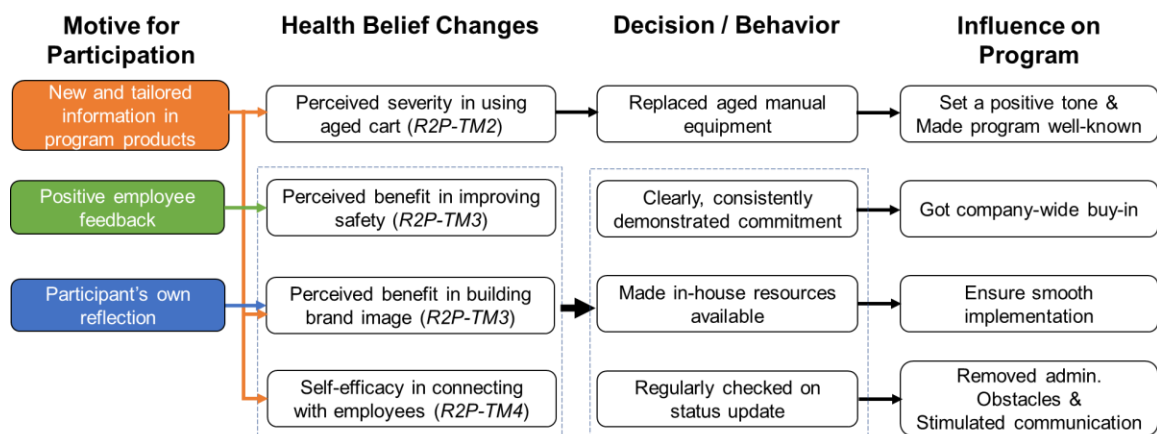 Motive for
Participation
Health Belief Changes
Decision / Behavior
Influence on
Program
New and tailored
information in
program products
Perceived severity in using
aged cart (R2P-TM2)
Replaced aged manual
equipment
Set a positive tone &
Made program well-known
Positive employee
feedback
Perceived benefit in improving
safety (R2P-TM3)
Clearly, consistently
demonstrated commitment
Got company-wide buy-in
Participant's own
reflection
Perceived benefit in building
brand image (R2P-TM3)
Made in-house resources
available
Ensure smooth
implementation
Self-efficacy in connecting
with employees (R2P-TM4)
Regularly checked on
status update
Removed admin.
Obstacles &
Stimulated communication